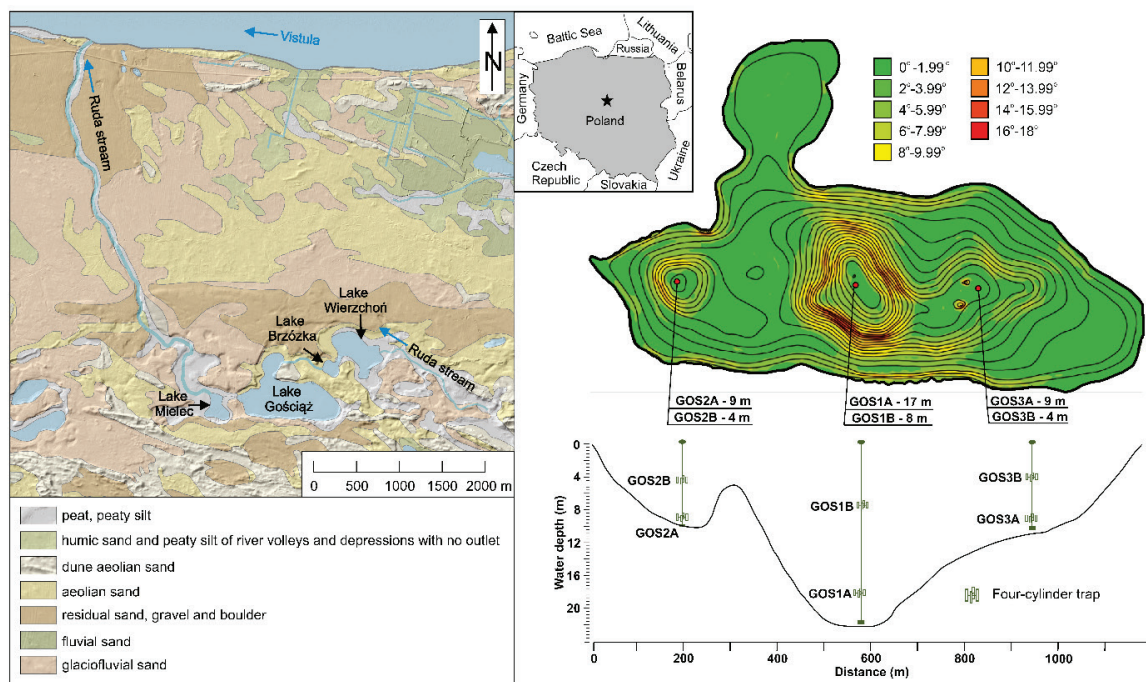 Vistula
N
Ruda stream
Lake
Wierzchoń
Lake
Brzózka
Ruda stream
Lake
Gościąż
Lake
Mielec
0 500 1000 1500 2000 m
peat, peaty silt
humic sand and peaty silt of river volleys and depressions with no outlet
dune aeolian sand
aeolian sand
residual sand, gravel and boulder
fluvial sand
glaciofluvial sand
Baltic Sea
Lithuania
Russia
Belarus
Germany
Poland
Ukraine
Czech
Republic
Slovakia
0°-1.99°
2°-3.99°
4°-5.99°
6°-7.99°
8°-9.99°
10°-11.99°
12°-13.99°
14°-15.99°
16°-18°
GOS2A - 9 m
GOS2B - 4 m
GOS1A - 17 m
GOS1B - 8 m
GOS3A - 9 m
GOS3B - 4 m
Water depth (m)
0
4
8
12
16
20
GOS2B
GOS2A
GOS1B
GOS1A
GOS3B
GOS3A
Four-cylinder trap
0 200 400 600 800 1000
Distance (m)